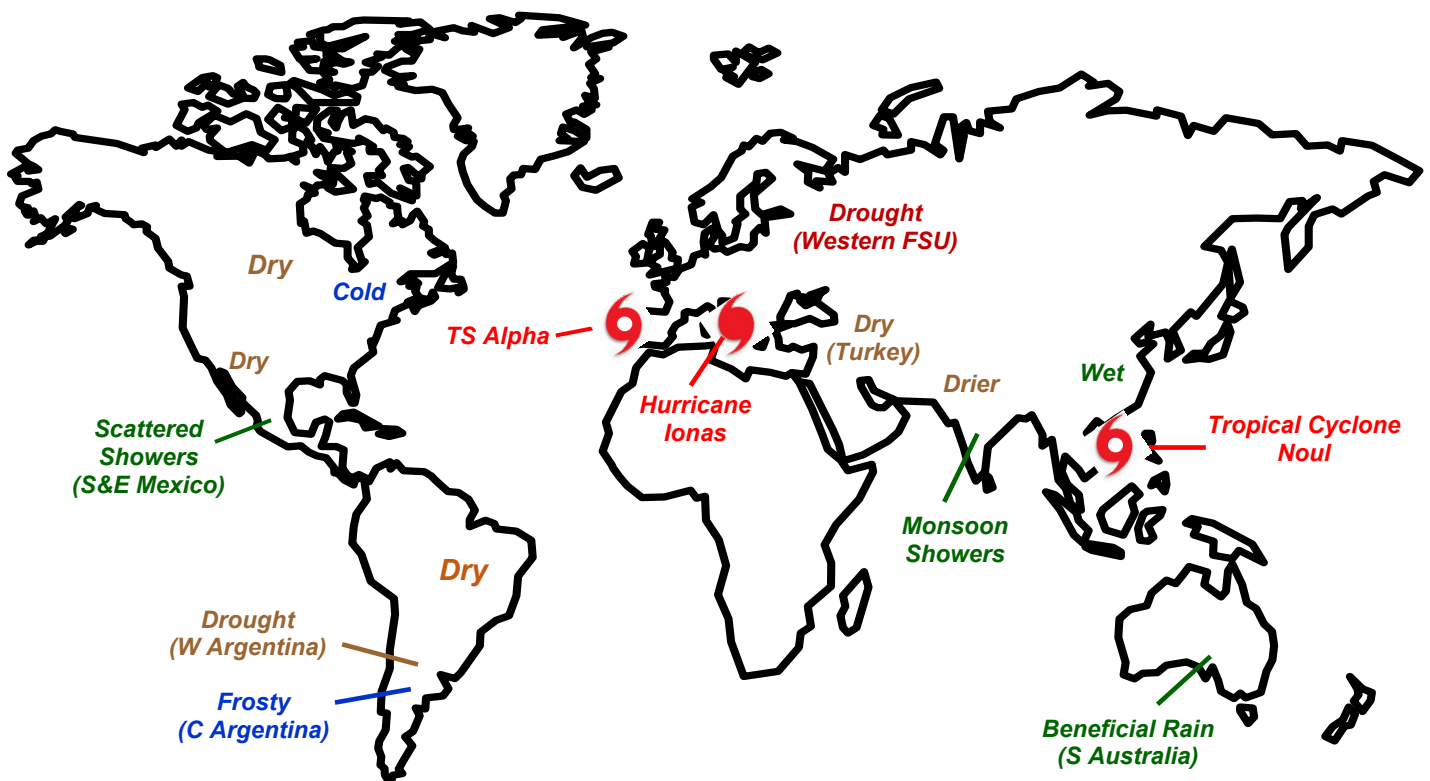 Drought
(Western FSU)
Dry
Cold
TS Alpha
Dry
(Turkey)
Dry
Drier
Wet
Hurricane
Ionas
Scattered
Showers
(S&E Mexico)
Tropical Cyclone
Noul
Monsoon
Showers
Dry
Drought
(W Argentina)
Frosty
(C Argentina)
Beneficial Rain
(S Australia)